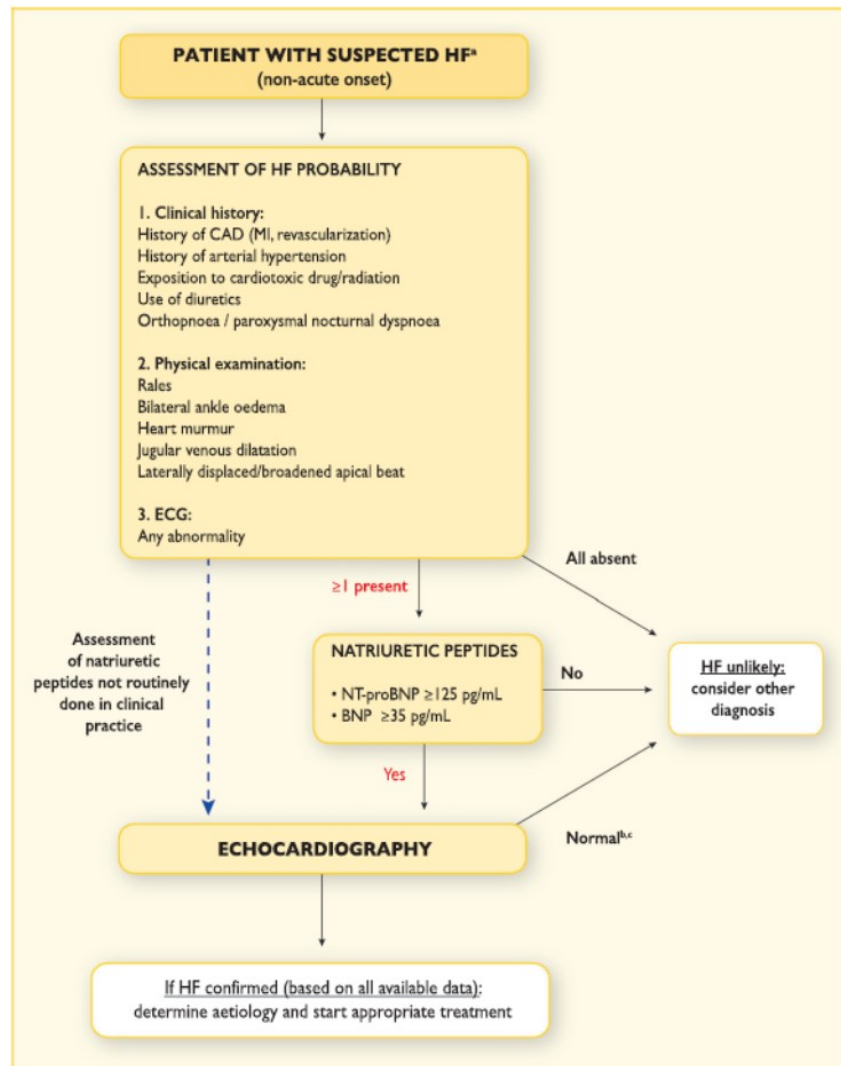 PATIENT WITH SUSPECTED HFᵃ
(non-acute onset)
ASSESSMENT OF HF PROBABILITY
1. Clinical history:
History of CAD (MI, revascularization)
History of arterial hypertension
Exposition to cardiotoxic drug/radiation
Use of diuretics
Orthopnoea / paroxysmal nocturnal dyspnoea
2. Physical examination:
Rales
Bilateral ankle oedema
Heart murmur
Jugular venous dilatation
Laterally displaced/broadened apical beat
3. ECG:
Any abnormality
Assessment
of natriuretic
peptides not routinely
done in clinical
practice
≥1 present
All absent
NATRIURETIC PEPTIDES
• NT-proBNP ≥125 pg/mL
• BNP ≥35 pg/mL
No
HF unlikely:
consider other
diagnosis
Yes
ECHOCARDIOGRAPHY
Normalᵇ,ᶜ
If HF confirmed (based on all available data):
determine aetiology and start appropriate treatment